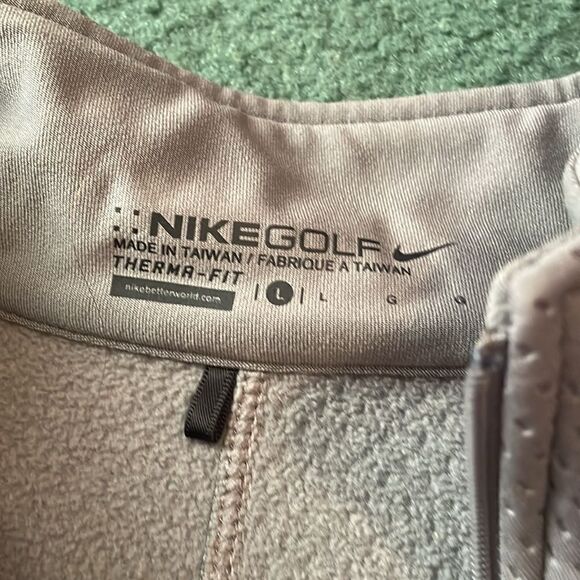 NIKEGOLF
MADE IN TAIWAN / FABRIQUE A TAIWAN
THERMA-FIT
nikebetterworld.com | L | L G G